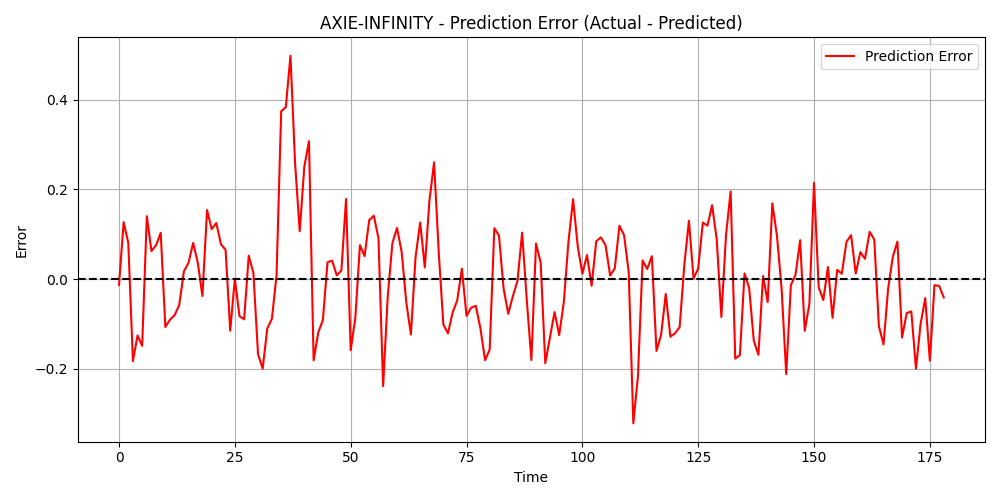 AXIE-INFINITY - Prediction Error (Actual - Predicted)
Prediction Error
Error
0.4
0.2
0.0
−0.2
0 25 50 75 100 125 150 175
Time